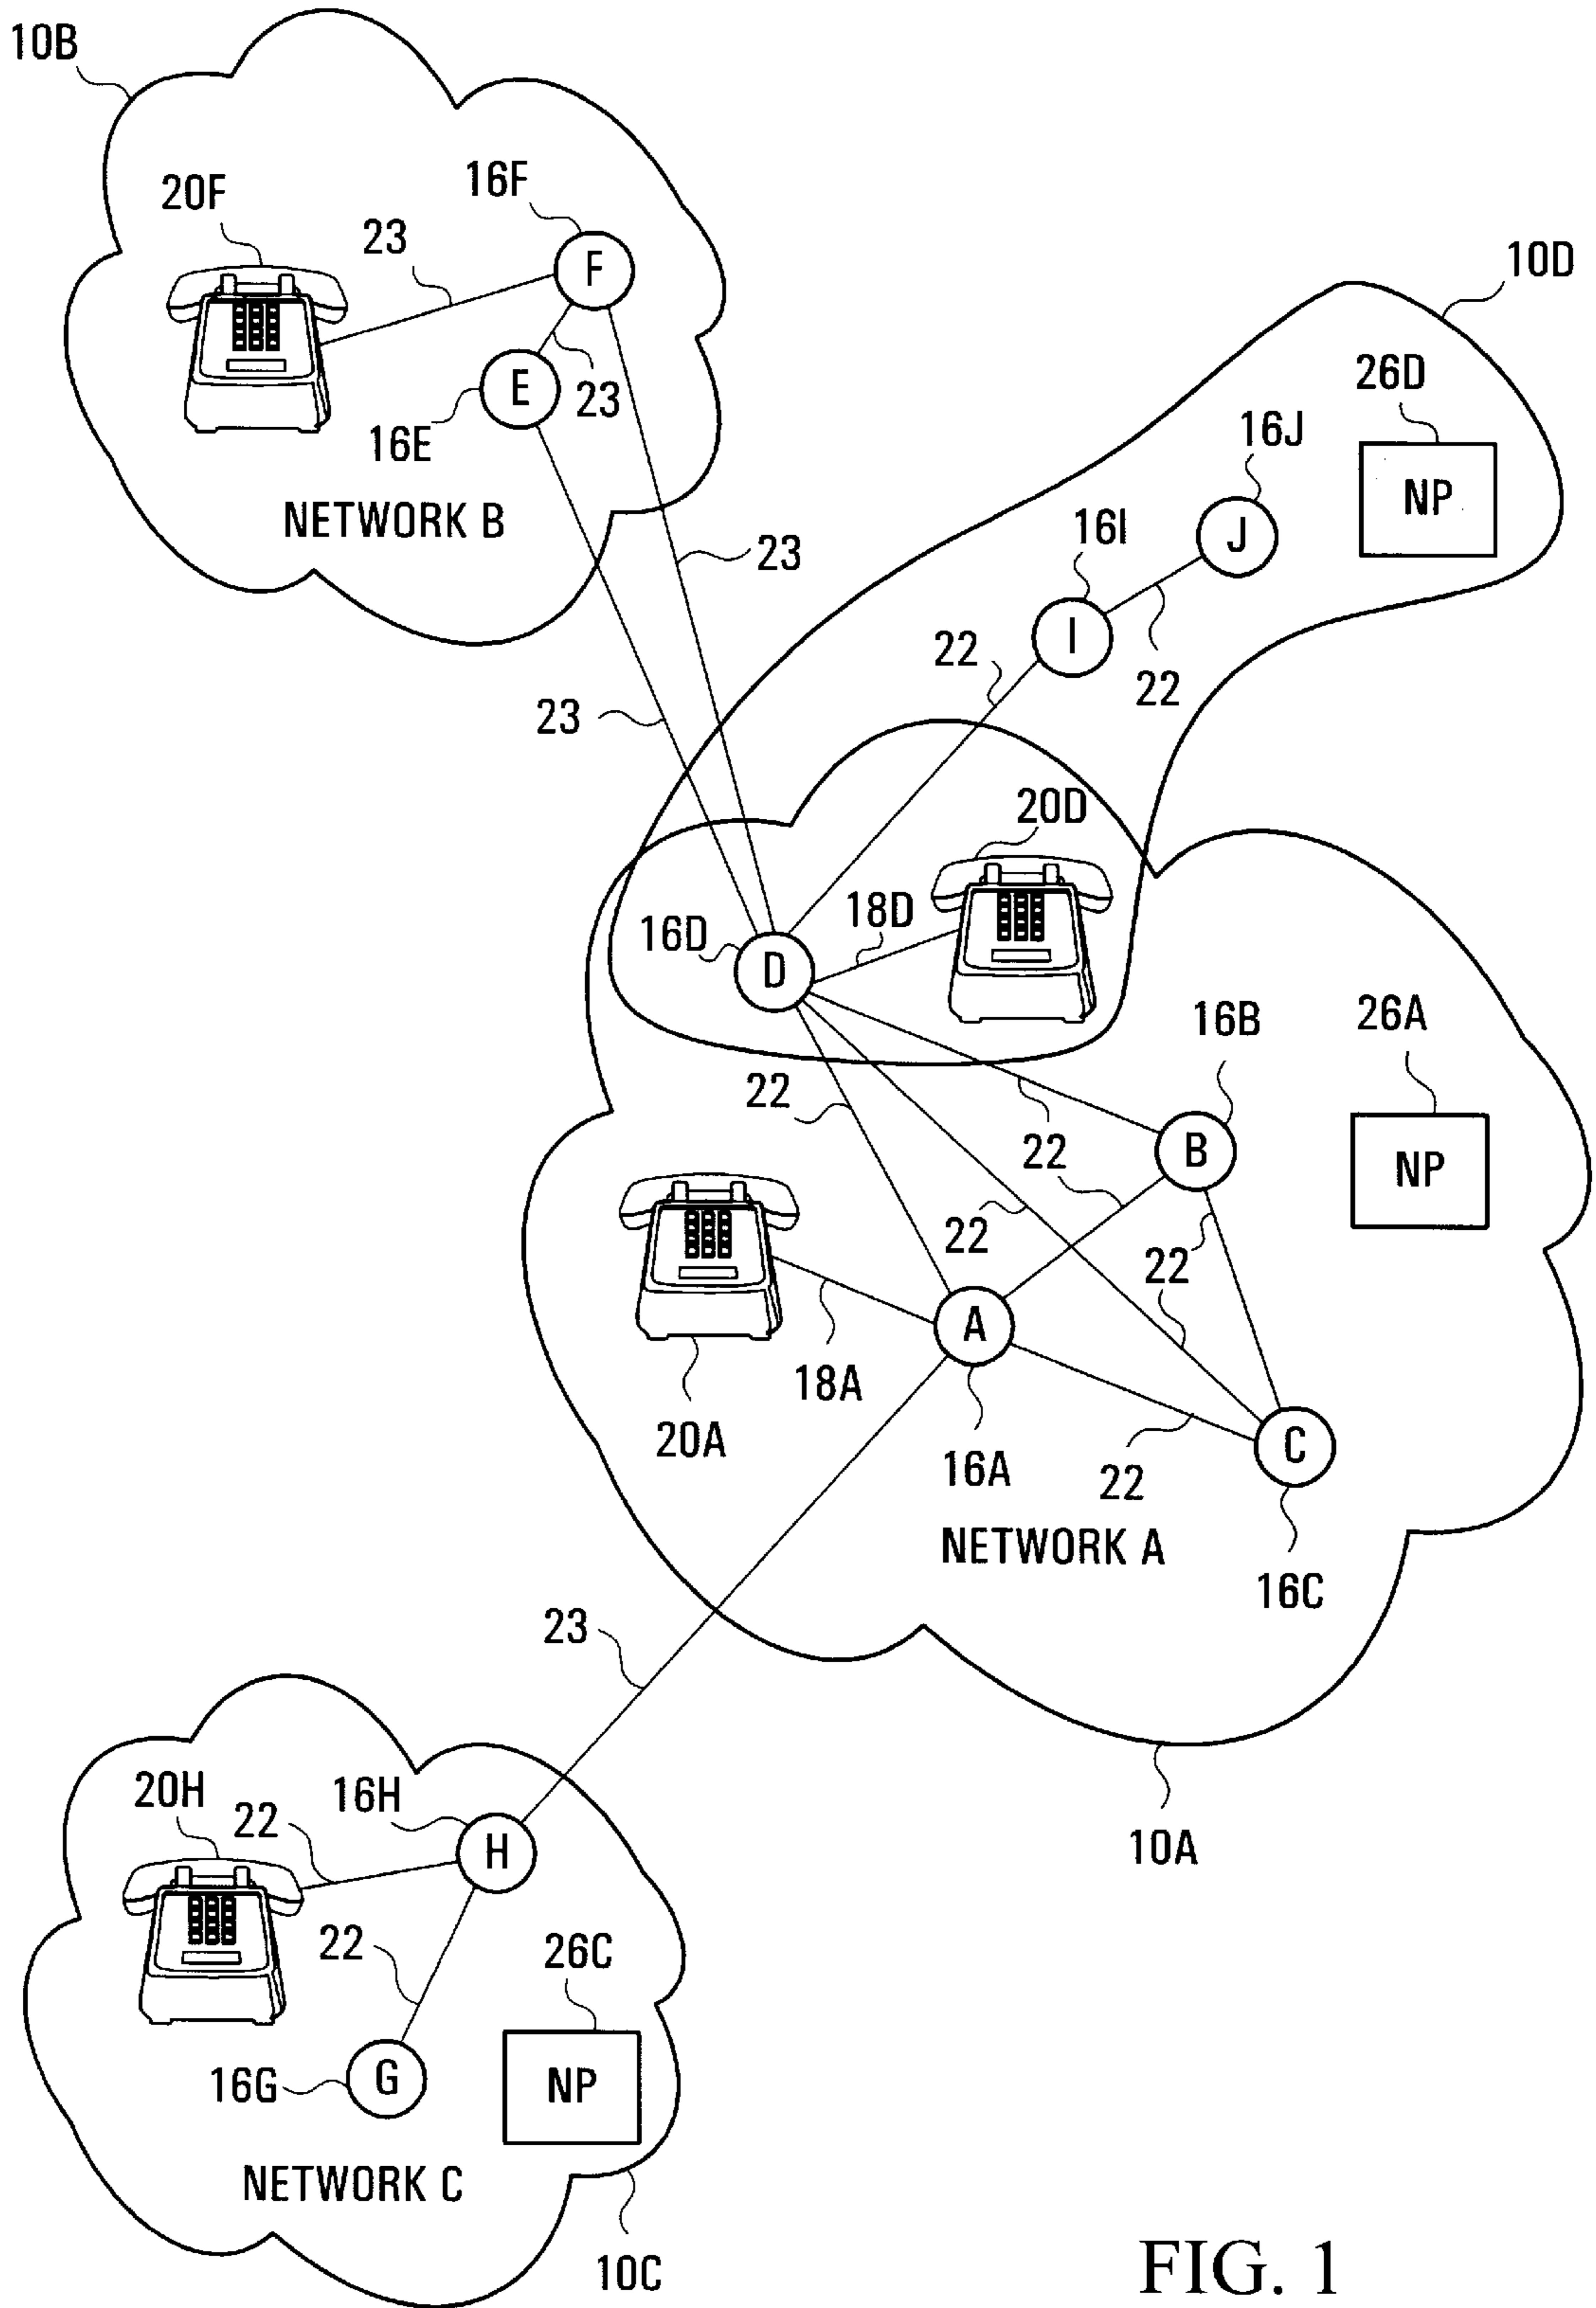 10B
20F
23
16F
F
E
23
16E
NETWORK B
10D
26D
NP
16J
J
16I
I
22
22
23
23
20D
18D
16D
D
16B
B
26A
NP
22
22
22
22
22
22
A
18A
20A
16A
C
16C
NETWORK A
23
10A
20H
22
16H
H
22
26C
NP
16G
G
NETWORK C
10C
FIG. 1